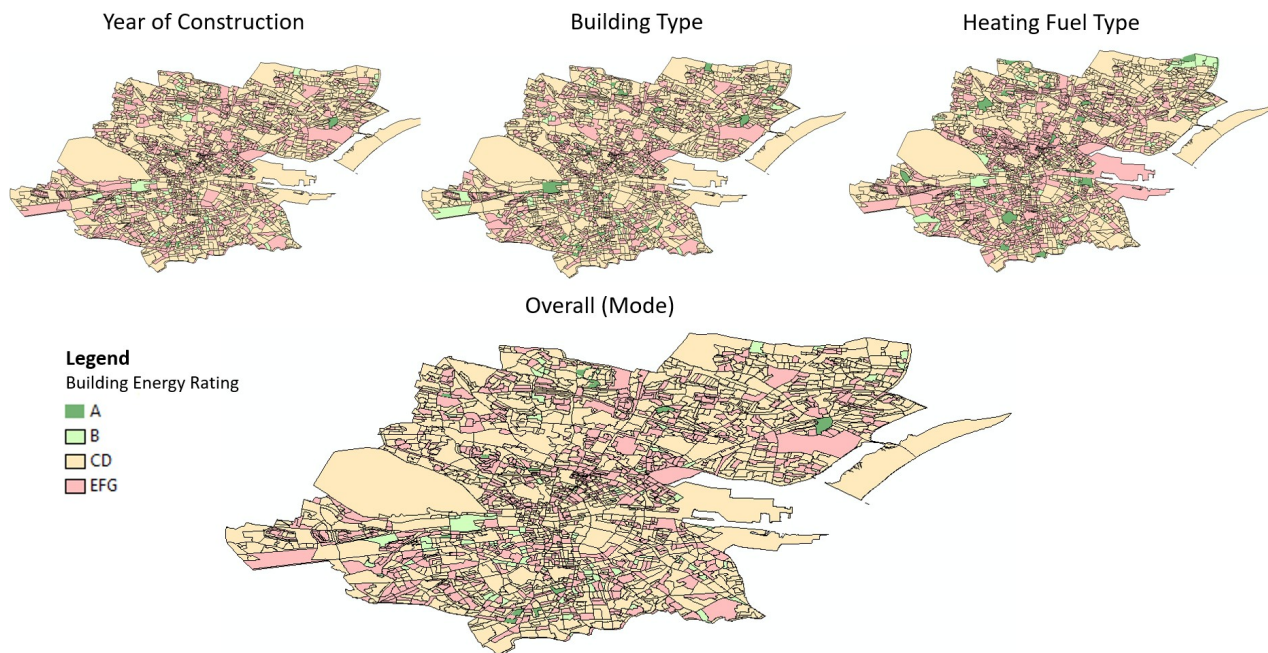 Year of Construction
Building Type
Heating Fuel Type
Overall (Mode)
Legend
Building Energy Rating
A
B
CD
EFG